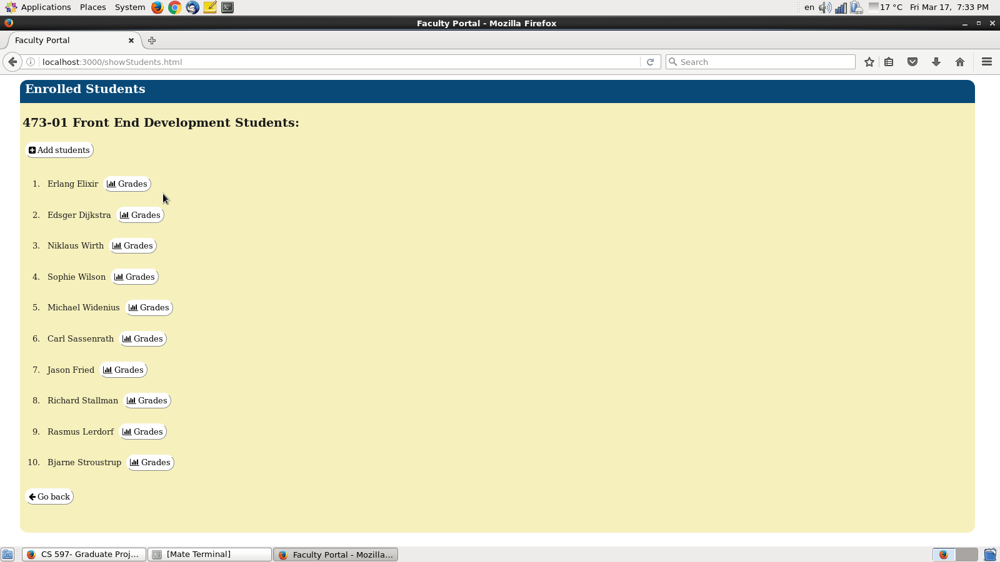 Applications Places System en 17 °C Fri Mar 17, 7:33 PM
Faculty Portal - Mozilla Firefox
Faculty Portal
localhost:3000/showStudents.html Search
Enrolled Students
473-01 Front End Development Students:
Add students
1. Erlang Elixir Grades
2. Edsger Dijkstra Grades
3. Niklaus Wirth Grades
4. Sophie Wilson Grades
5. Michael Widenius Grades
6. Carl Sassenrath Grades
7. Jason Fried Grades
8. Richard Stallman Grades
9. Rasmus Lerdorf Grades
10. Bjarne Stroustrup Grades
Go back
CS 597- Graduate Proj... [Mate Terminal] Faculty Portal - Mozilla...